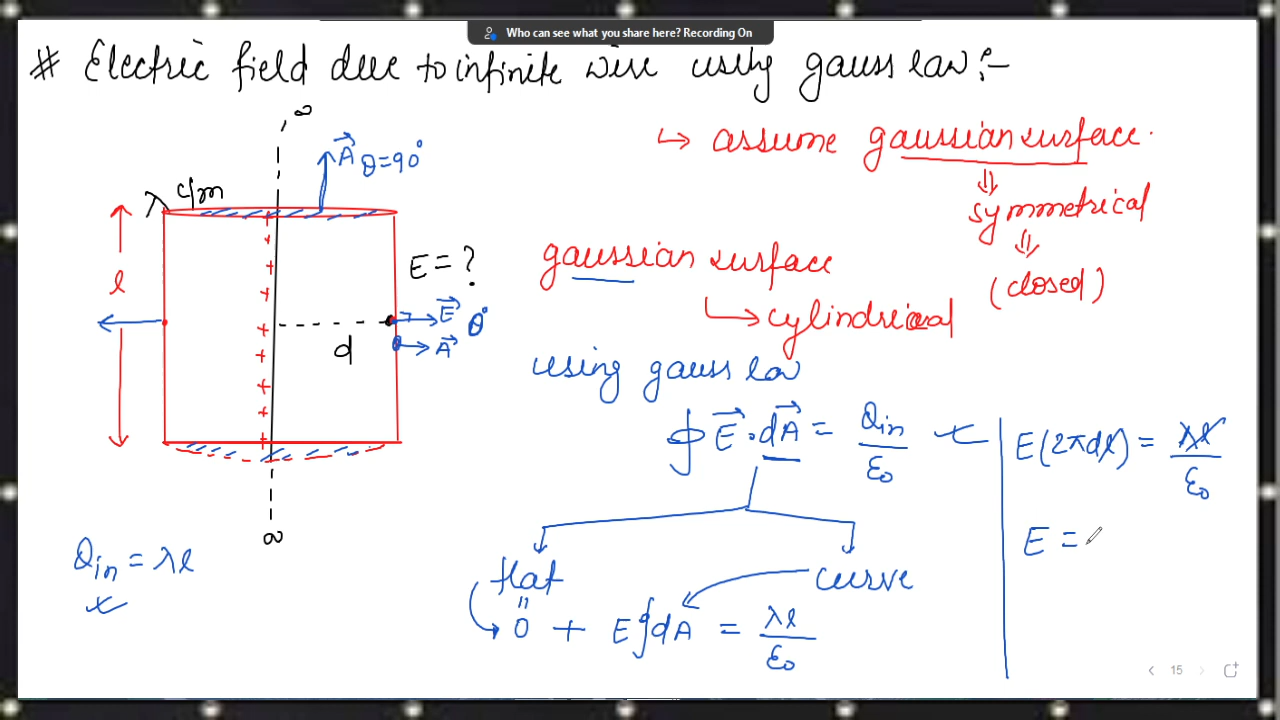 Who can see what you share here? Recording On
# Electric field due to infinite wire using gauss law :-
∞
A⃗ θ=90°
λ c/m
l
E = ?
E⃗ θ°
A⃗
d
∞
Qin = λl
↳ assume gaussian surface.
⇓
symmetrical
⇓
(closed)
gaussian surface
↳ cylindrical
using gauss law
∮ E⃗ . dA⃗ = Qin / ε₀
flat curve
"
0 + E∮dA = λl / ε₀
E(2πdl) = λl / ε₀
E =
15